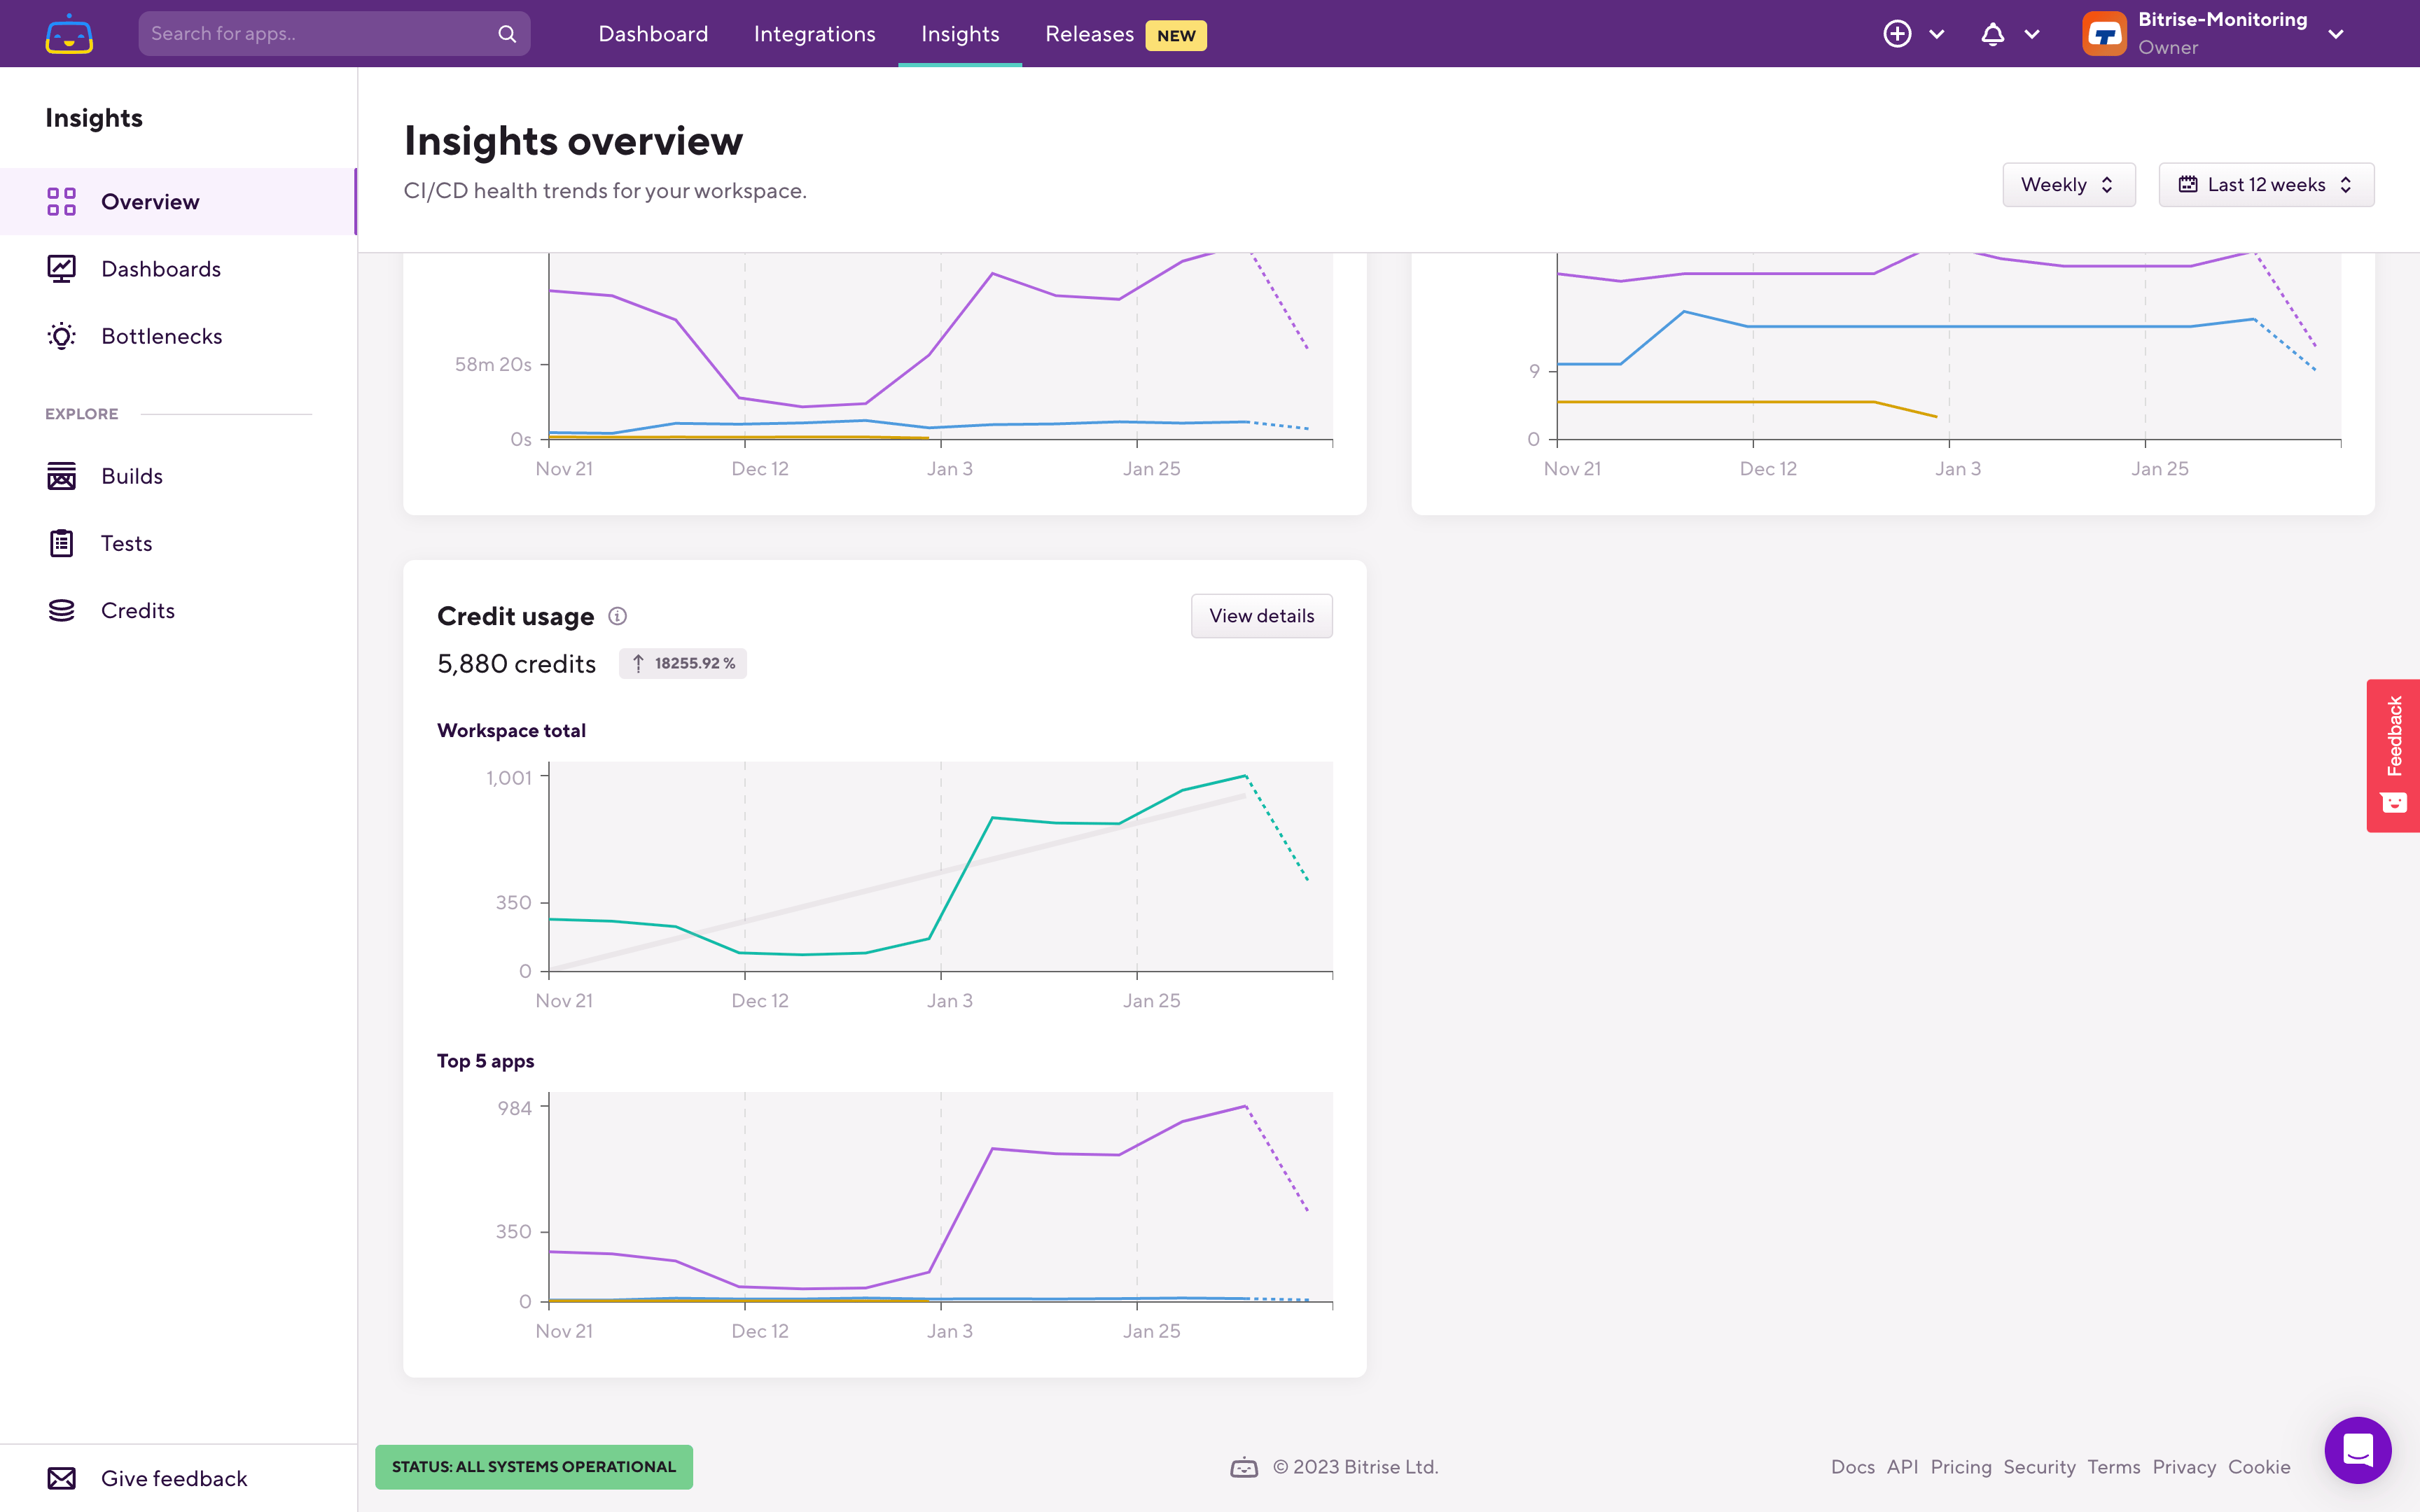 Search for apps..
Dashboard
Integrations
Insights
Releases NEW
Bitrise-Monitoring
Owner
Insights
Overview
Dashboards
Bottlenecks
EXPLORE
Builds
Tests
Credits
Give feedback
Insights overview
CI/CD health trends for your workspace.
Weekly
Last 12 weeks
58m 20s
0s
Nov 21 Dec 12 Jan 3 Jan 25
9
0
Nov 21 Dec 12 Jan 3 Jan 25
Credit usage
View details
5,880 credits
18255.92 %
Workspace total
1,001
350
0
Nov 21 Dec 12 Jan 3 Jan 25
Top 5 apps
984
350
0
Nov 21 Dec 12 Jan 3 Jan 25
Feedback
STATUS: ALL SYSTEMS OPERATIONAL
© 2023 Bitrise Ltd.
Docs API Pricing Security Terms Privacy Cookie